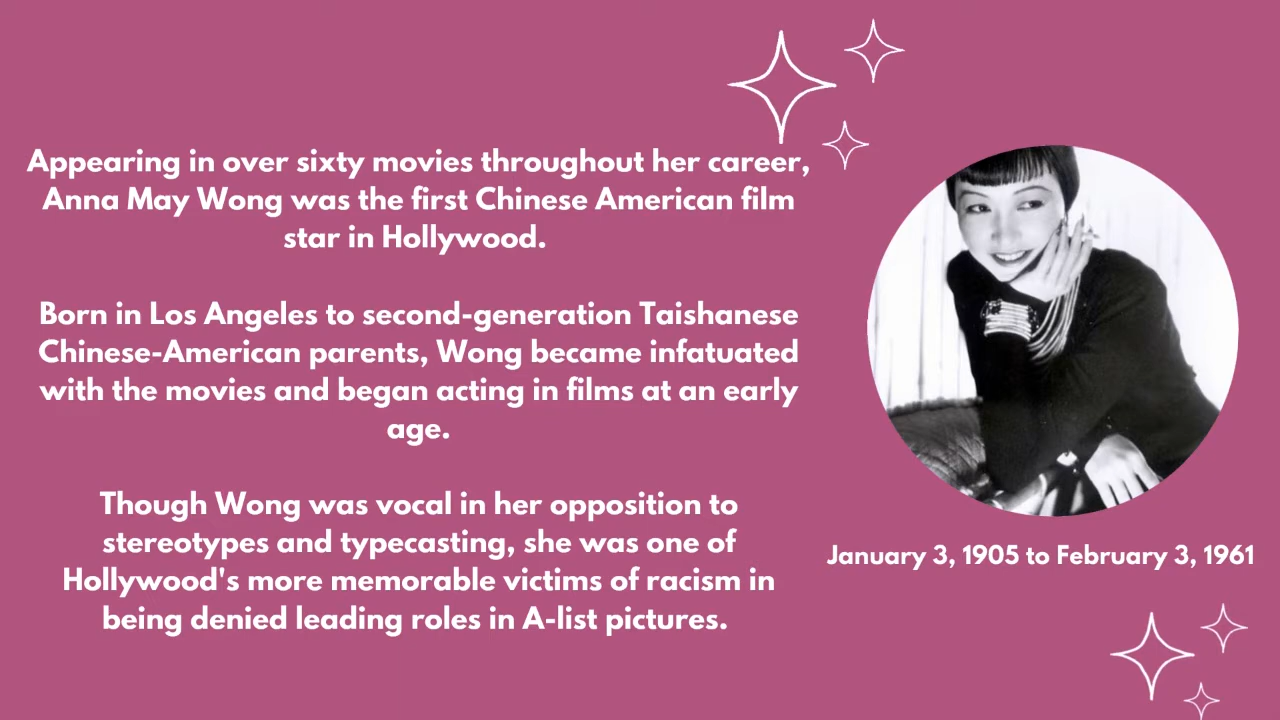 Appearing in over sixty movies throughout her career,
Anna May Wong was the first Chinese American film
star in Hollywood.
Born in Los Angeles to second-generation Taishanese
Chinese-American parents, Wong became infatuated
with the movies and began acting in films at an early
age.
Though Wong was vocal in her opposition to
stereotypes and typecasting, she was one of
Hollywood's more memorable victims of racism in
being denied leading roles in A-list pictures.
January 3, 1905 to February 3, 1961